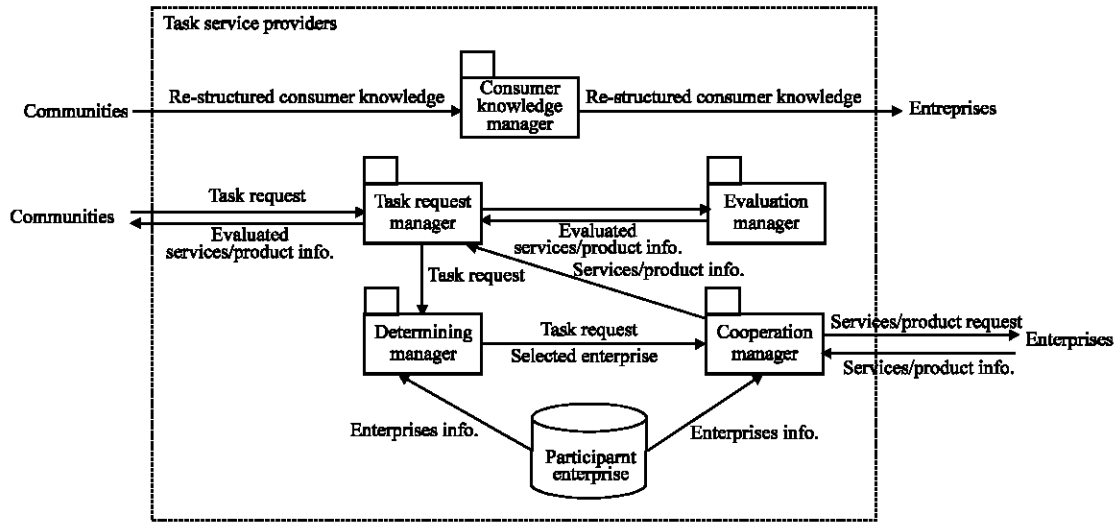 Task service providers
Communities
Re-structured consumer knowledge
Consumer
knowledge
manager
Re-structured consumer knowledge
Entreprises
Communities
Task request
Evaluated
services/product info.
Task request
manager
Evaluated
services/product info.
Evaluation
manager
Task request
Services/product info.
Determining
manager
Task request
Selected enterprise
Cooperation
manager
Services/product request
Services/product info.
Enterprises
Enterprises info.
Participarnt
enterprise
Enterprises info.